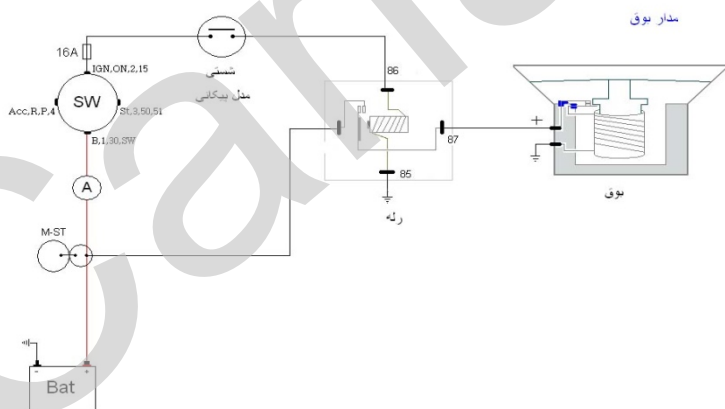 مدار بوق
16A
IGN,ON,2,15
شستی
مدل پیکانی
86
SW
Acc,R,P,4
St,3,50,51
B,1,30,SW
+
87
85
A
رله
بوق
M-ST
- +
Bat